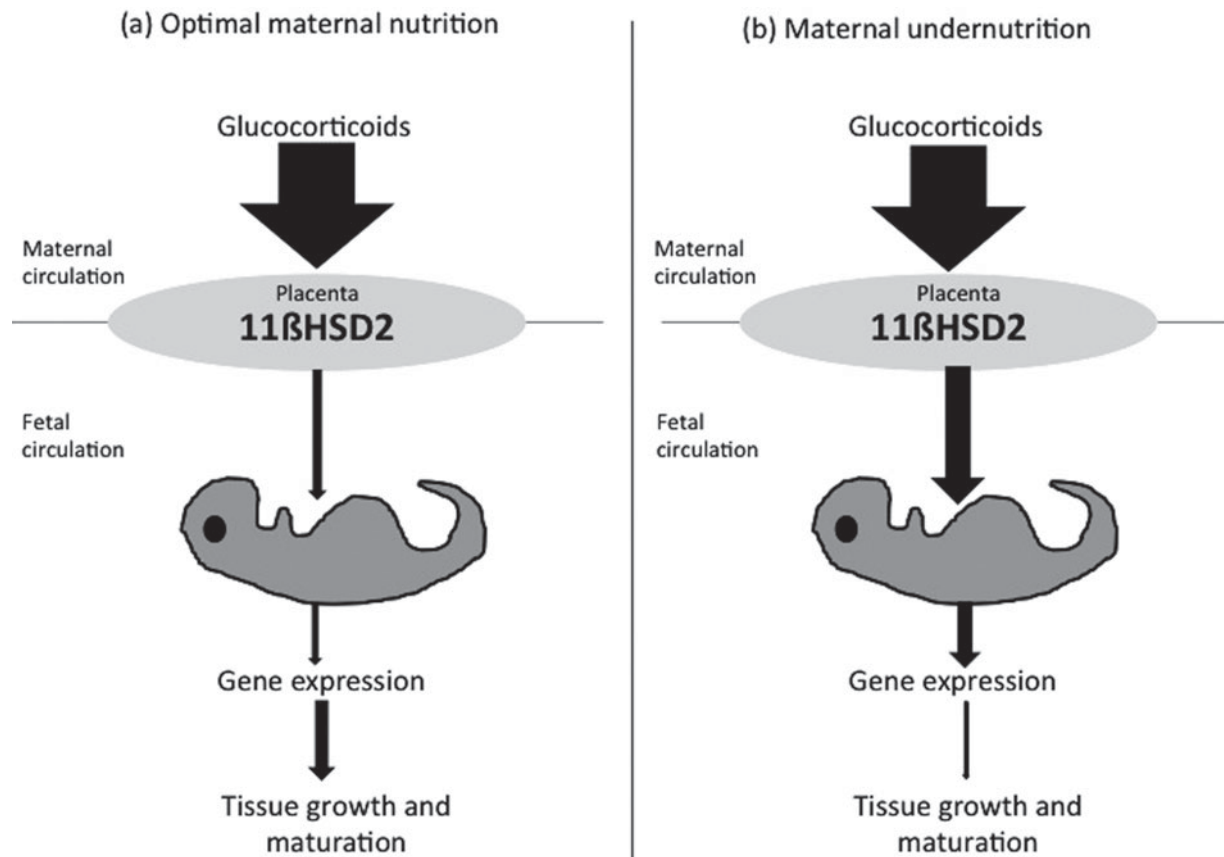 (a) Optimal maternal nutrition
Glucocorticoids
Maternal
circulation
Placenta
11ßHSD2
Fetal
circulation
Gene expression
Tissue growth and
maturation
(b) Maternal undernutrition
Glucocorticoids
Maternal
circulation
Placenta
11ßHSD2
Fetal
circulation
Gene expression
Tissue growth and
maturation